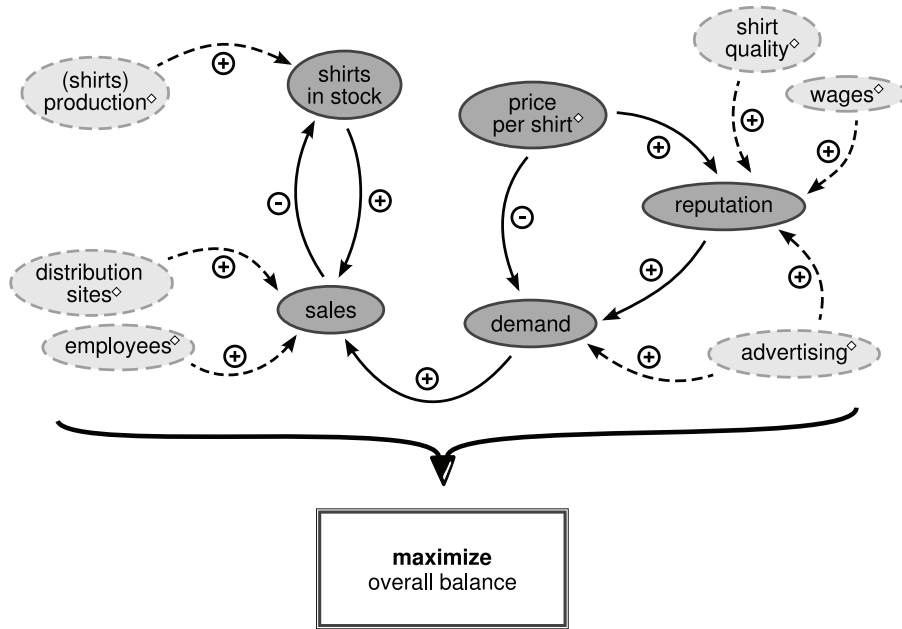 (shirts)
production◇
+
shirts
in stock
shirt
quality◇
wages◇
price
per shirt◇
+
+
+
reputation
-
+
-
distribution
sites◇
+
+
+
sales
demand
employees◇
+
+
+
advertising◇
maximize
overall balance